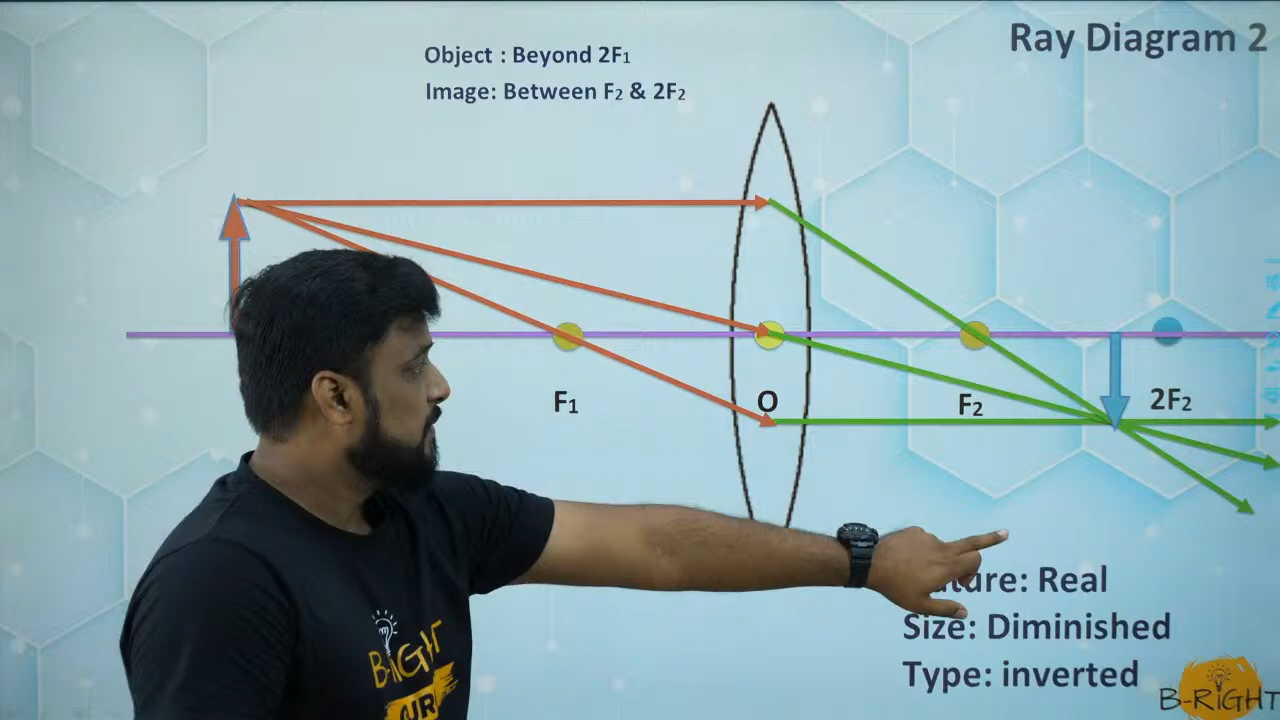 Ray Diagram 2
Object : Beyond 2F₁
Image: Between F₂ & 2F₂
F₁
O
F₂
2F₂
Real
Size: Diminished
Type: inverted
B-RIGHT
B-RIGHT